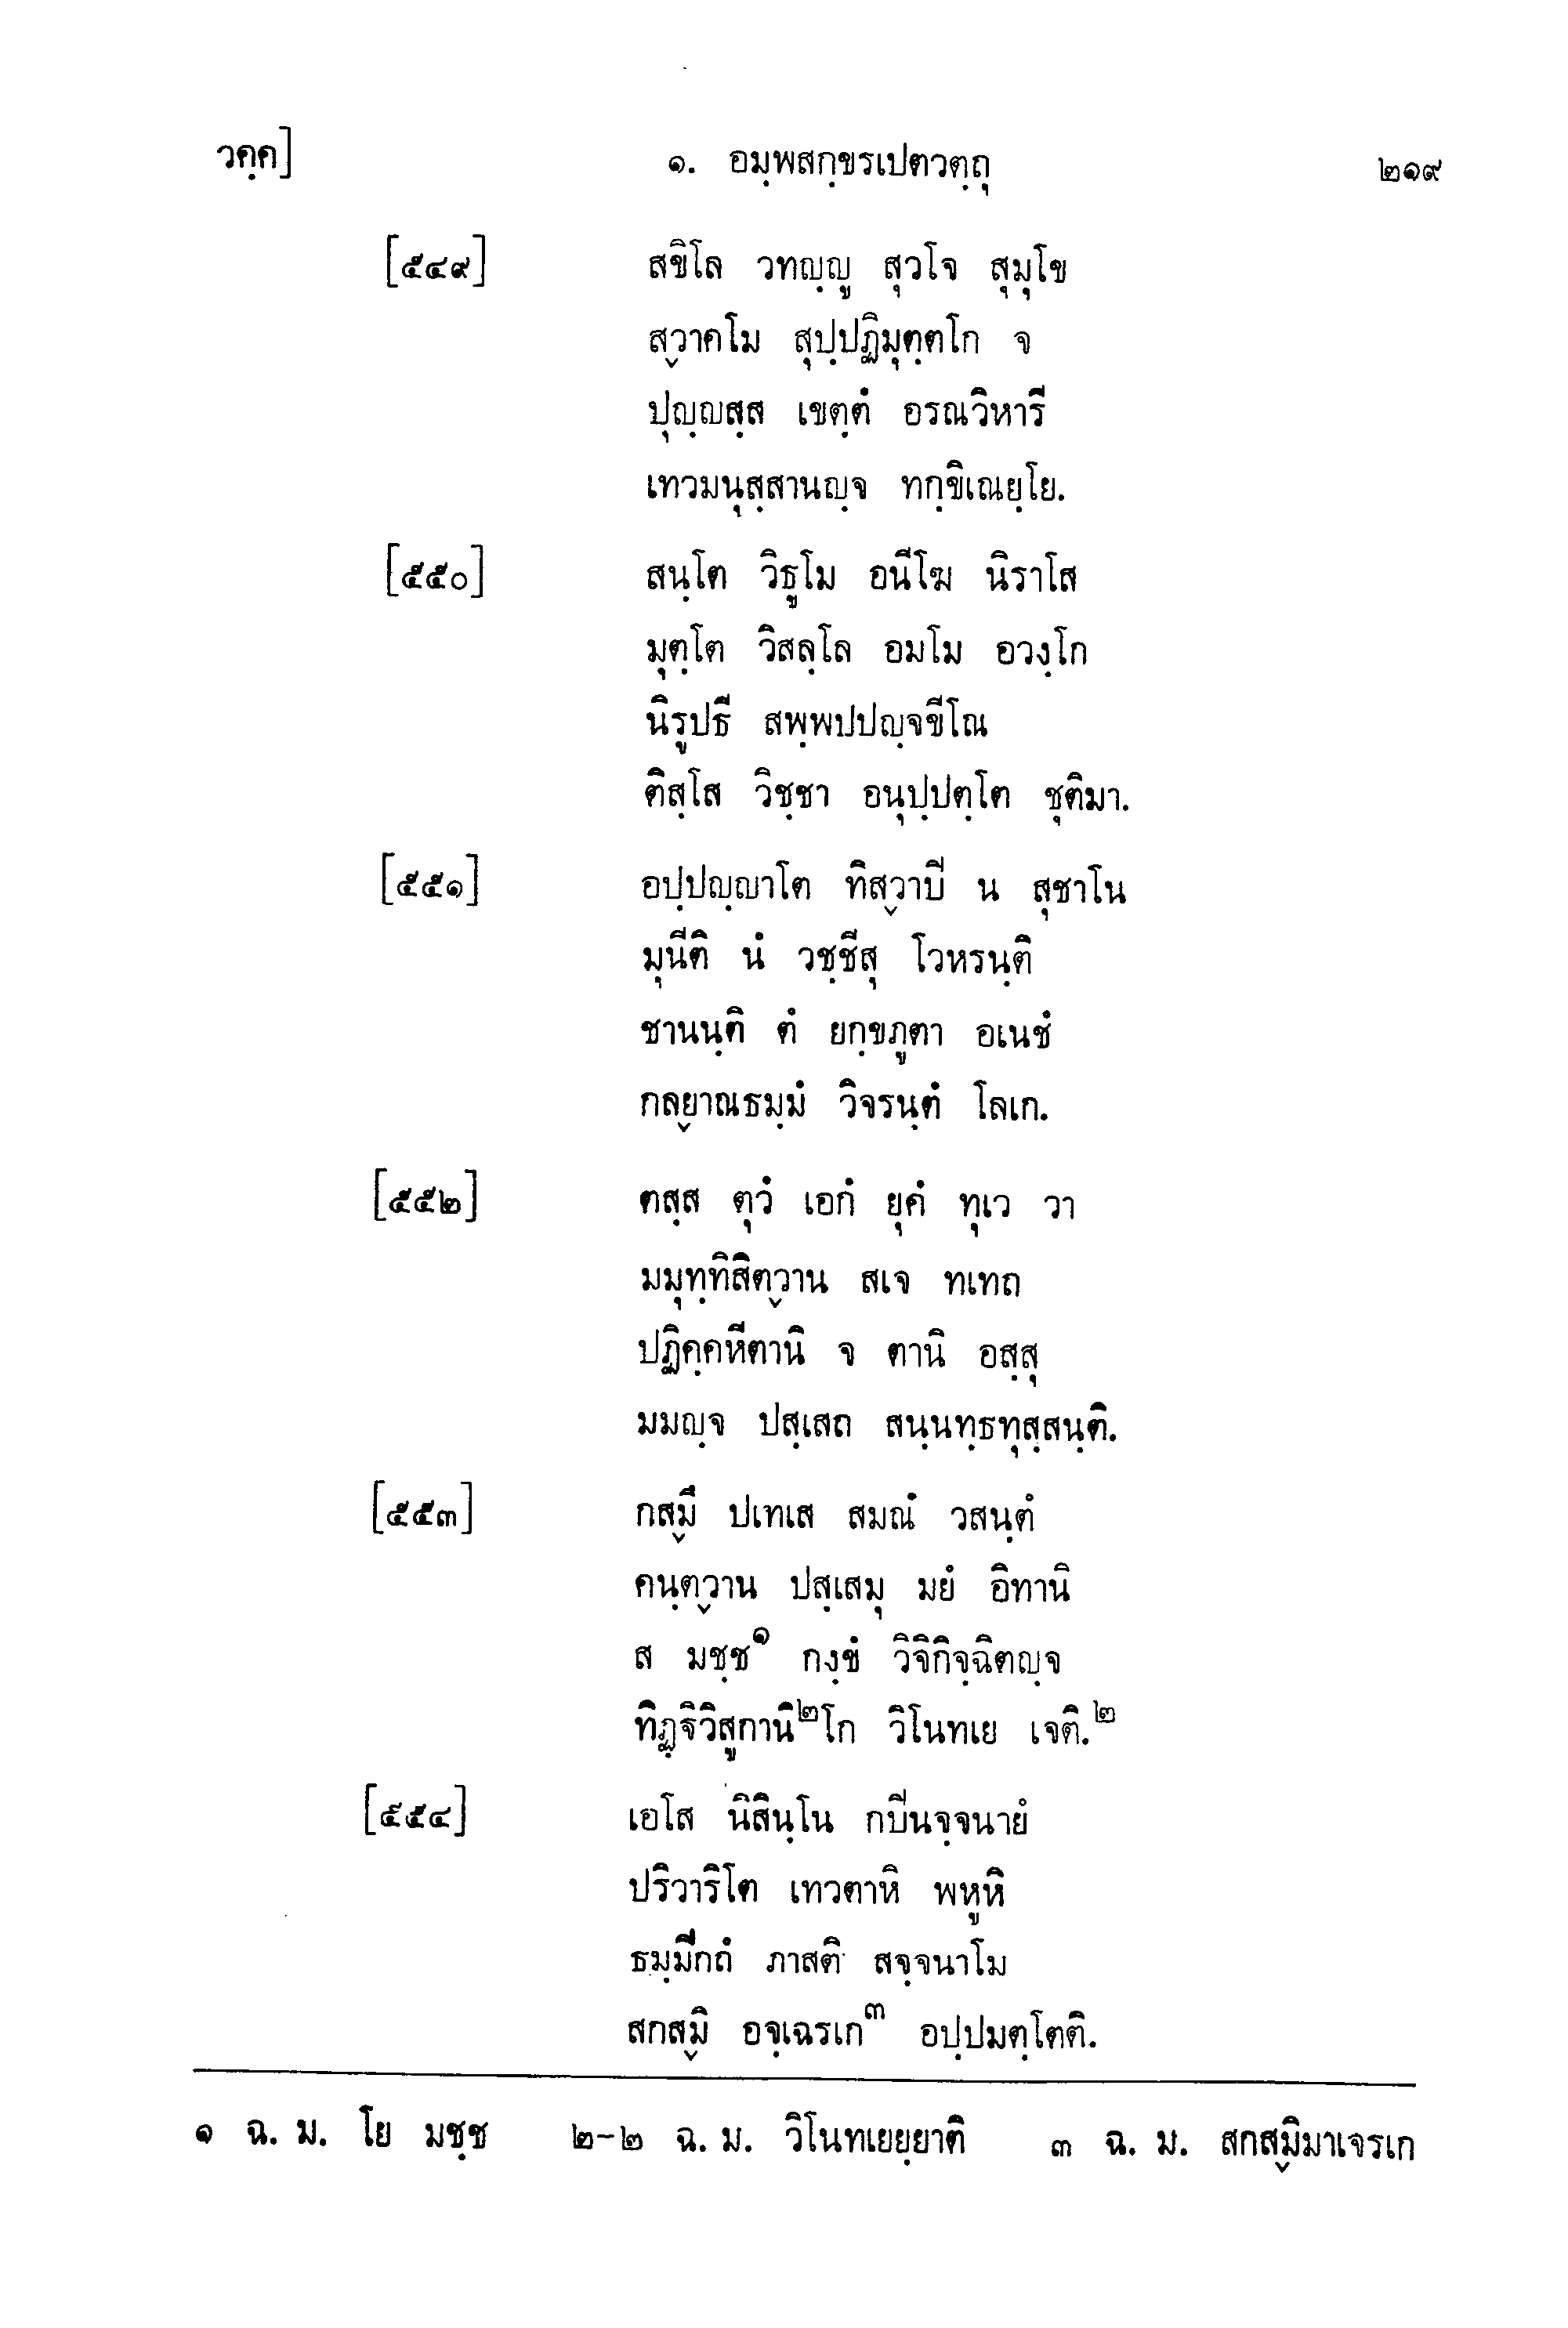 วคฺค] ๑. อมฺพสกฺขรเปตวตฺถุ ๒๑๙
[๕๔๙] สขิโล วทญฺญู สุวโจ สุมุโข
สฺวาคโม สุปฺปฏิมุตฺตโก จ
ปุญฺญสฺส เขตฺตํ อรณวิหารี
เทวมนุสฺสานญฺจ ทกฺขิเณยฺโย.
[๕๕๐] สนฺโต วิธูโม อนีโฆ นิราโส
มุตฺโต วิสลฺโล อมโม อวงฺโก
นิรูปธี สพฺพปปญฺจขีโณ
ติสฺโส วิชฺชา อนุปฺปตฺโต ชุติมา.
[๕๕๑] อปฺปญฺญาโต ทิสฺวาปี น สุชาโน
มุนีติ นํ วชฺชีสุ โวหรนฺติ
ชานนฺติ ตํ ยกฺขภูตา อเนชํ
กลฺยาณธมฺมํ วิจรนฺตํ โลเก.
[๕๕๒] ตสฺส ตุวํ เอกํ ยุคํ ทุเว วา
มมุทฺทิสิตฺวาน สเจ ทเทถ
ปฏิคฺคหีตานิ จ ตานิ อสฺสุ
มมญฺจ ปสฺเสถ สนฺนทฺธทุสฺสนฺติ.
[๕๕๓] กสฺมึ ปเทเส สมณํ วสนฺตํ
คนฺตฺวาน ปสฺเสมุ มยํ อิทานิ
ส มชฺช๑ กงฺขํ วิจิกิจฺฉิตญฺจ
ทิฏฺฐิวิสูกานิ๒โก วิโนทเย เจติ.๒
[๕๕๔] เอโส นิสินฺโน กปินจฺจนายํ
ปริวาริโต เทวตาหิ พหูหิ
ธมฺมีกถํ ภาสติ สจฺจนาโม
สกสฺมิ อจฺเฉรเก๓ อปฺปมตฺโตติ.
๑ ฉ. ม. โย มชฺช ๒-๒ ฉ. ม. วิโนทเยยฺยาติ ๓ ฉ. ม. สกสฺมิมาเจรเก